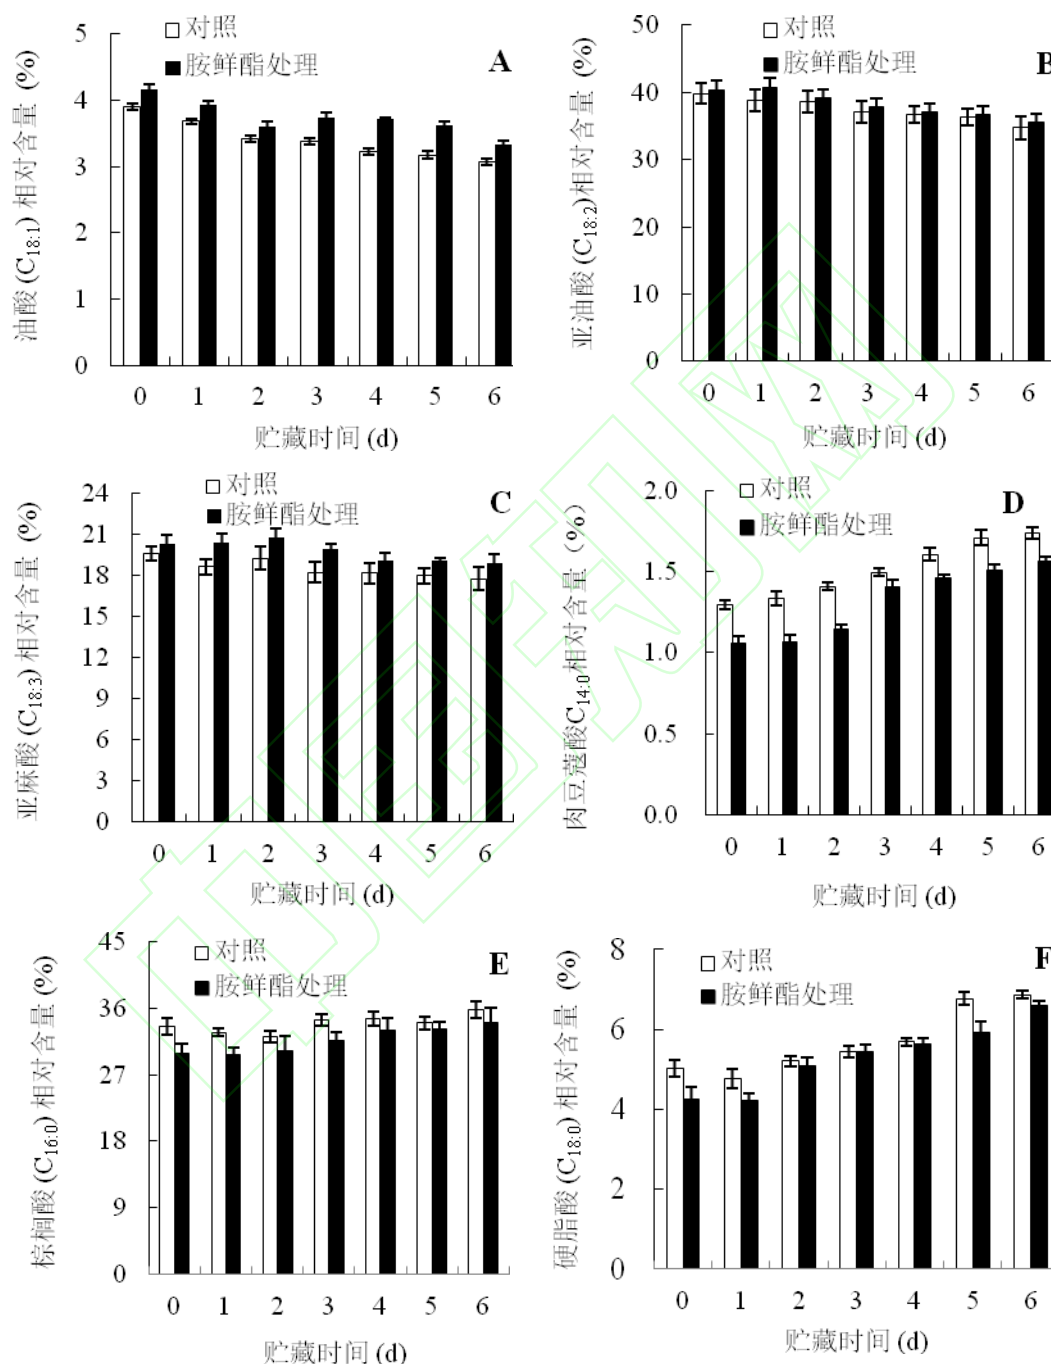 对照
胺鲜酯处理
A
油酸 (C18:1) 相对含量 (%)
5
4
3
2
1
0
0 1 2 3 4 5 6
贮藏时间 (d)
对照
胺鲜酯处理
B
亚油酸 (C18:2)相对含量 (%)
50
40
30
20
10
0
0 1 2 3 4 5 6
贮藏时间 (d)
对照
胺鲜酯处理
C
亚麻酸 (C18:3) 相对含量 (%)
24
21
18
15
12
9
6
3
0
0 1 2 3 4 5 6
贮藏时间 (d)
对照
胺鲜酯处理
D
肉豆蔻酸C14:0相对含量 (%)
2.0
1.5
1.0
0.5
0.0
0 1 2 3 4 5 6
贮藏时间 (d)
对照
胺鲜酯处理
E
棕榈酸 (C16:0) 相对含量 (%)
45
36
27
18
9
0
0 1 2 3 4 5 6
贮藏时间 (d)
对照
胺鲜酯处理
F
硬脂酸 (C18:0) 相对含量 (%)
8
6
4
2
0
0 1 2 3 4 5 6
贮藏时间 (d)